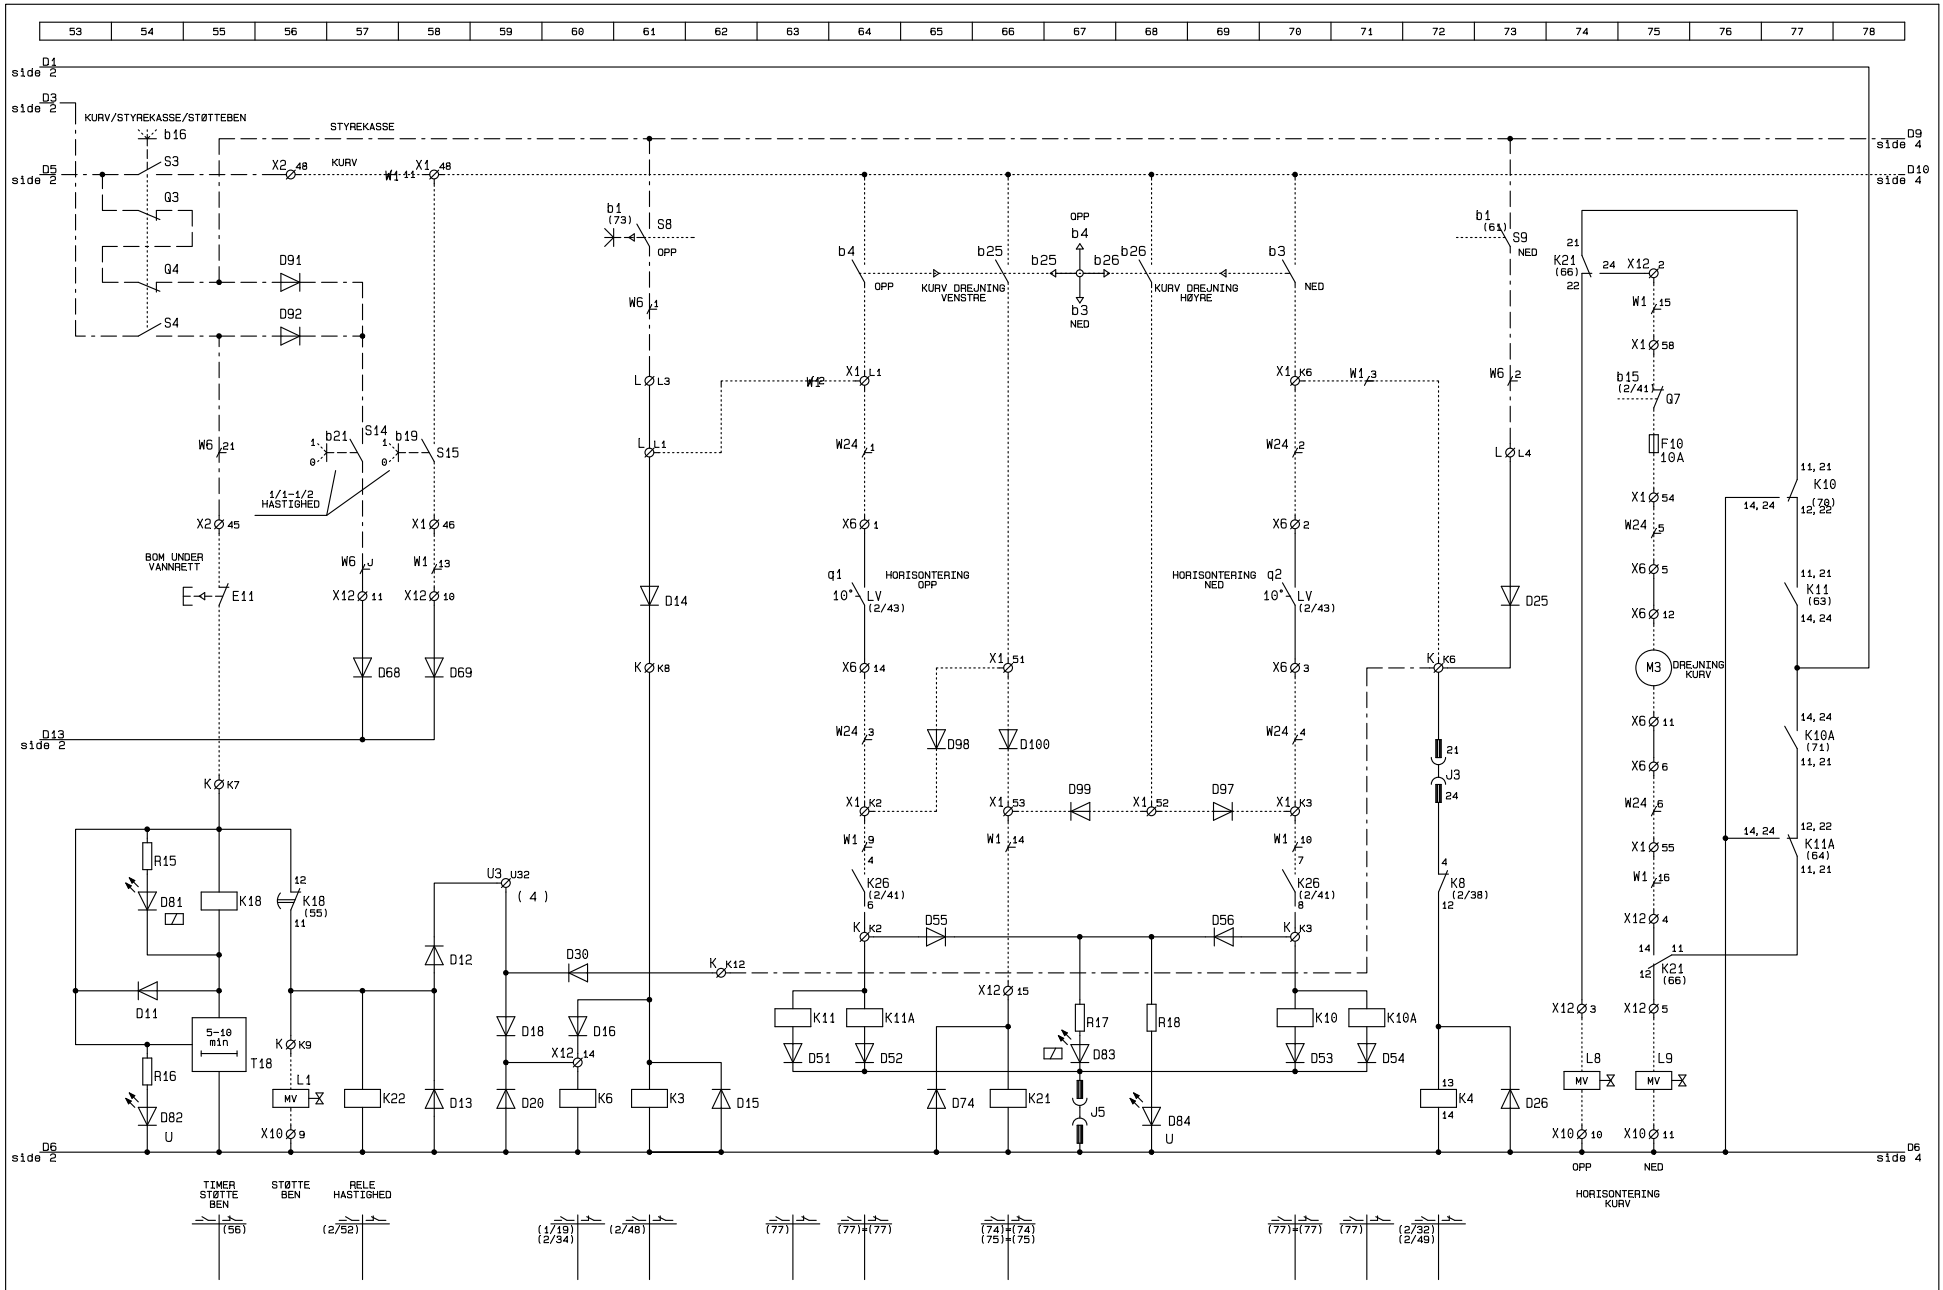 53 54 55 56 57 58 59 60 61 62 63 64 65 66 67 68 69 70 71 72 73 74 75 76 77 78
D1
side 2
D3
side 2
KURV/STYREKASSE/STØTTEBEN
b16
STYREKASSE
D9
side 4
S3
X2 48
KURV
W1 11
X1 48
D5
side 2
D10
side 4
Q3
b1
(73)
S8
OPP
OPP
b4
b1
(61)
S9
NED
21
K21
(66)
22
24
X12 2
Q4
D91
b4
OPP
b25
KURV DREJNING
VENSTRE
b25
b26
b3
NED
b26
KURV DREJNING
HØYRE
b3
NED
D92
S4
W6 1
W1 15
X1 58
L L3
W12
X1 L1
X1 K6
W1 3
W6 2
b15
(2/41)
Q7
W6 21
b21
1
0
S14
b19
1
0
S15
L L1
W24 1
W24 2
L L4
F10
10A
1/1-1/2
HASTIGHED
11,21
K10
(70)
14,24
12,22
X2 45
X1 46
X6 1
X6 2
X1 54
W24 5
BOM UNDER
VANNRETT
W6 J
W1 13
E11
X12 11
X12 10
D14
q1
10°
LV
(2/43)
HORISONTERING
OPP
HORISONTERING
NED
q2
10°
LV
(2/43)
D25
X6 5
11,21
K11
(63)
14,24
X6 12
D68
D69
K K8
X6 14
X1 51
X6 3
K K6
M3
DREJNING
KURV
D13
side 2
W24 3
D98
D100
W24 4
21
J3
24
X6 11
14,24
K10A
(71)
11,21
X6 6
K K7
X1 K2
X1 53
D99
X1 52
D97
X1 K3
W24 6
14,24
12,22
K11A
(64)
11,21
R15
W1 9
W1 14
W1 10
X1 55
D81
K18
12
K18
(55)
11
U3 U32
( 4 )
4
K26
(2/41)
6
7
K26
(2/41)
8
4
K8
(2/38)
12
W1 16
X12 4
D12
D30
K K12
K K2
D55
D56
K K3
14
11
12
K21
(66)
D11
X12 15
5-10
min
T18
K K9
D18
D16
K11
K11A
R17
R18
K10
K10A
X12 3
X12 5
X12 14
D51
D52
D83
D53
D54
R16
L1
MV
K22
D13
D20
K6
K3
D15
D74
K21
J5
D84
U
13
K4
14
D26
L8
MV
L9
MV
D82
U
X10 9
X10 10
X10 11
D6
side 2
D6
side 4
TIMER
STØTTE
BEN
STØTTE
BEN
RELE
HASTIGHED
OPP
NED
HORISONTERING
KURV
(56)
(2/52)
(1/19)
(2/34)
(2/48)
(77)
(77)=(77)
(74)=(74)
(75)=(75)
(77)=(77)
(77)
(2/32)
(2/49)